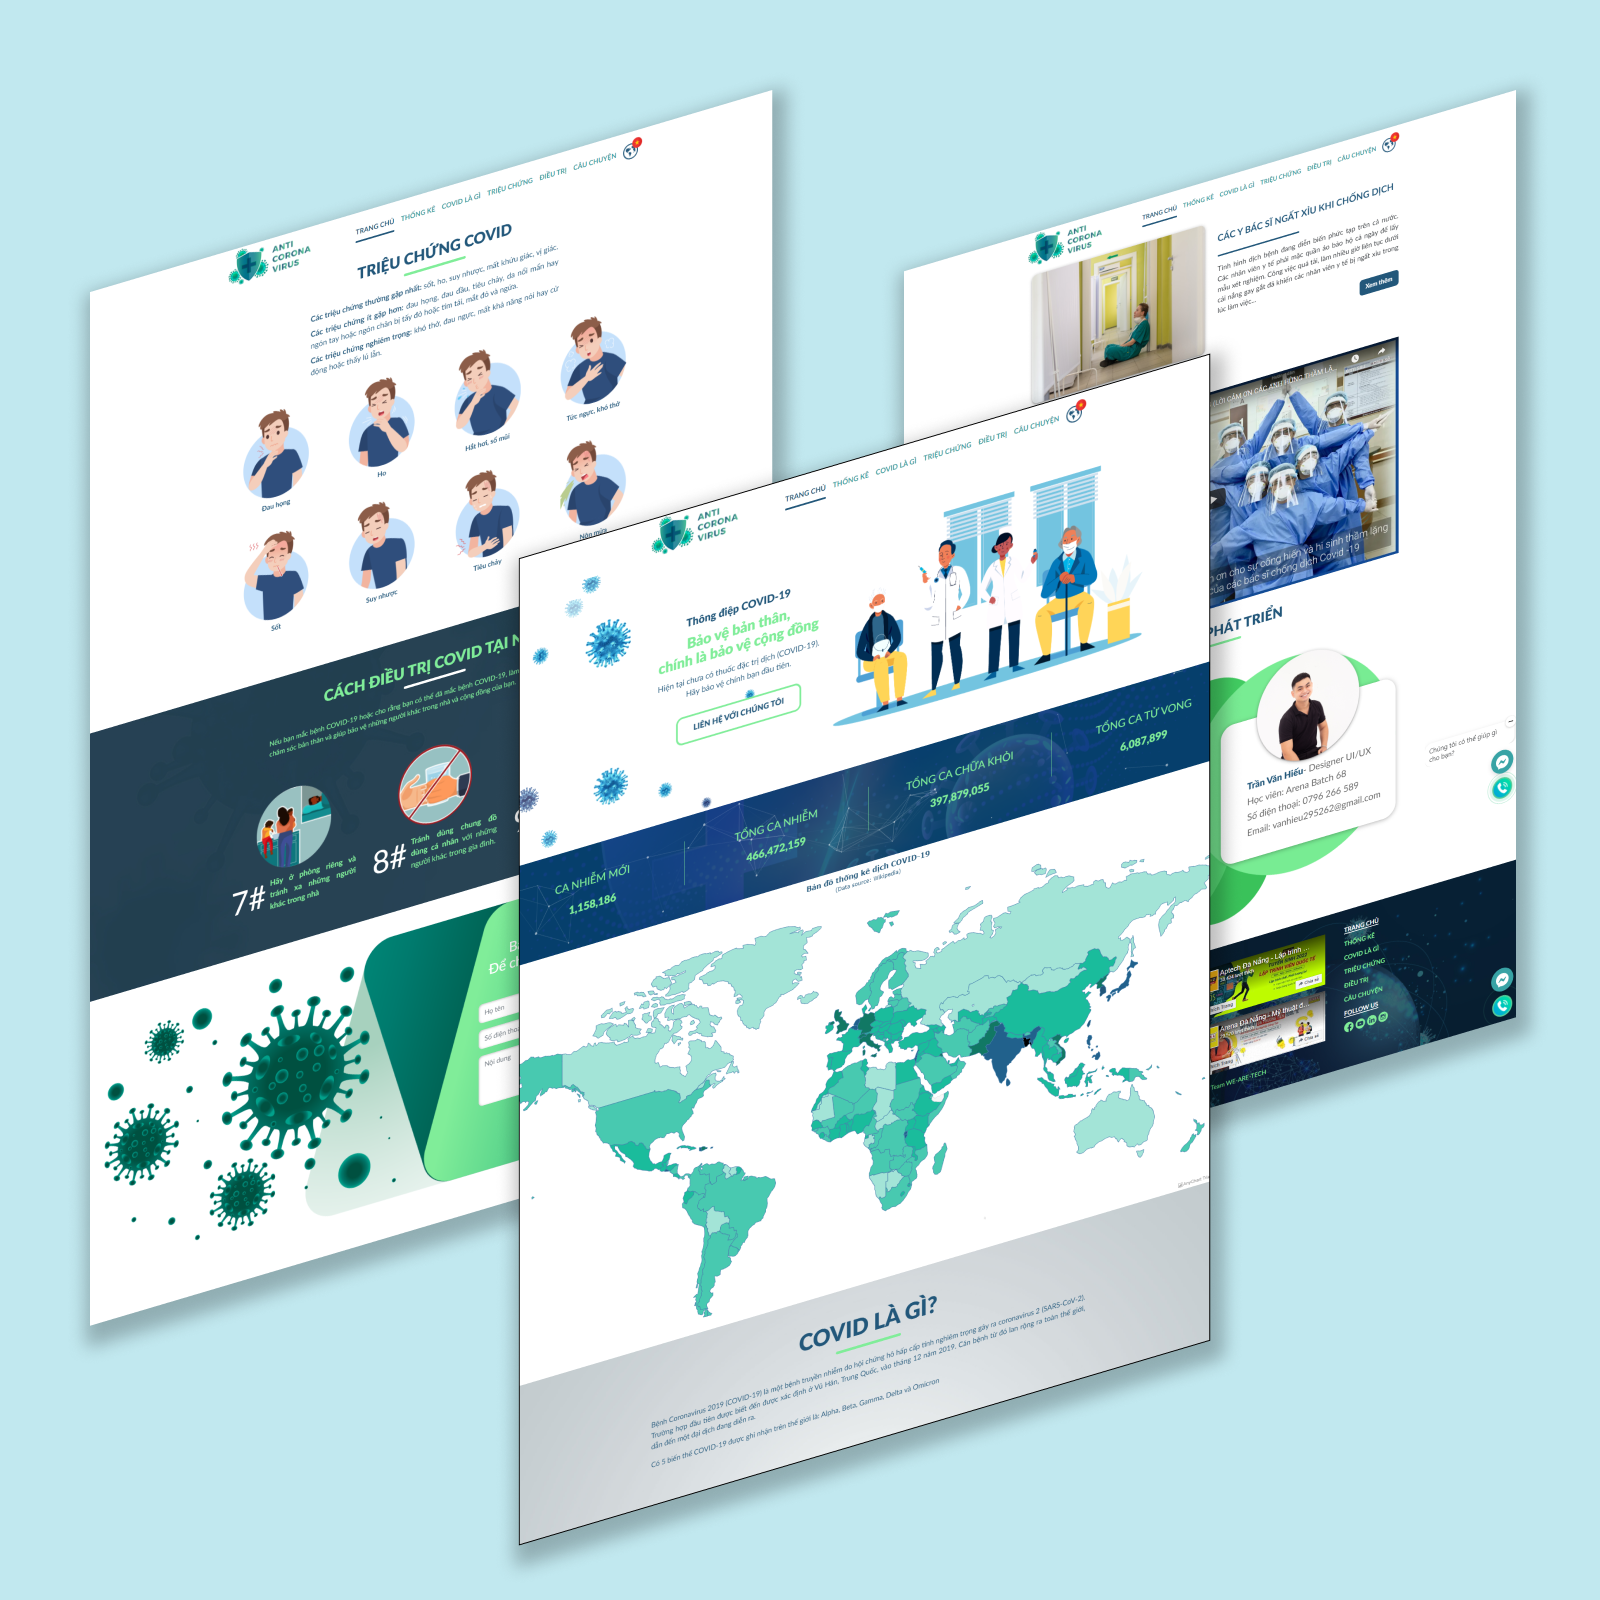 TRANG CHỦ THỐNG KÊ COVID LÀ GÌ TRIỆU CHỨNG ĐIỀU TRỊ CÂU CHUYỆN
ANTI
CORONA
VIRUS
TRIỆU CHỨNG COVID
Các triệu chứng thường gặp nhất: sốt, ho, suy nhược, mất khứu giác, vị giác.
Các triệu chứng ít gặp hơn: đau họng, đau đầu, tiêu chảy, da nổi mẩn hay
ngón tay hoặc ngón chân bị tấy đỏ hoặc tím tái, mắt đỏ và ngứa.
Các triệu chứng nghiêm trọng: khó thở, đau ngực, mất khả năng nói hay cử
động hoặc thấy lú lẫn.
Đau họng
Ho
Hắt hơi, sổ mũi
Tức ngực, khó thở
Sốt
Suy nhược
Tiêu chảy
Nôn mửa
CÁCH ĐIỀU TRỊ COVID TẠI N
Nếu bạn mắc bệnh COVID-19 hoặc cho rằng bạn có thể đã mắc bệnh COVID-19, làm
chăm sóc bản thân và giúp bảo vệ những người khác trong nhà và cộng đồng của bạn.
7#
Hãy ở phòng riêng và
tránh xa những người
khác trong nhà
8#
Tránh dùng chung đồ
dùng cá nhân với những
người khác trong gia đình.
Để c
Họ tên
Số điện thoạ
Nội dung
TRANG CHỦ THỐNG KÊ COVID LÀ GÌ TRIỆU CHỨNG ĐIỀU TRỊ CÂU CHUYỆN
ANTI
CORONA
VIRUS
Thông điệp COVID-19
Bảo vệ bản thân,
chính là bảo vệ cộng đồng
Hiện tại chưa có thuốc đặc trị dịch (COVID-19).
Hãy bảo vệ chính bạn đầu tiên.
LIÊN HỆ VỚI CHÚNG TÔI
CA NHIỄM MỚI
1,158,186
TỔNG CA NHIỄM
466,472,159
TỔNG CA CHỮA KHỎI
397,879,055
TỔNG CA TỬ VONG
6,087,899
Bản đồ thống kê dịch COVID-19
(Data source: Wikipedia)
COVID LÀ GÌ?
Bệnh Coronavirus 2019 (COVID-19) là một bệnh truyền nhiễm do hội chứng hô hấp cấp tính nghiêm trọng gây ra coronavirus 2 (SARS-CoV-2).
Trường hợp đầu tiên được biết đến được xác định ở Vũ Hán, Trung Quốc, vào tháng 12 năm 2019. Căn bệnh từ đó lan rộng ra toàn thế giới,
dẫn đến một đại dịch đang diễn ra.
Có 5 biến thể COVID-19 được ghi nhận trên thế giới là: Alpha, Beta, Gamma, Delta và Omicron
TRANG CHỦ THỐNG KÊ COVID LÀ GÌ TRIỆU CHỨNG ĐIỀU TRỊ CÂU CHUYỆN
ANTI
CORONA
VIRUS
CÁC Y BÁC SĨ NGẤT XỈU KHI CHỐNG DỊCH
Tình hình dịch bệnh đang diễn biến phức tạp trên cả nước.
Các nhân viên y tế phải mặc quần áo bảo hộ cả ngày để lấy
mẫu xét nghiệm. Công việc quá tải, làm nhiều giờ liên tục dưới
cái nắng gay gắt đã khiến các nhân viên y tế bị ngất xỉu trong
lúc làm việc...
Xem thêm
LỜI CẢM ƠN CÁC ANH HÙNG THẦM LẶ...
ơn cho sự cống hiến và hi sinh thầm lặng
của các bác sĩ chống dịch Covid -19
PHÁT TRIỂN
Trần Văn Hiếu- Designer UI/UX
Học viên: Arena Batch 68
Số điện thoại: 0796 266 589
Email: vanhieu295262@gmail.com
Chúng tôi có thể giúp gì
cho bạn?
Aptech Đà Nẵng - Lập trình ...
LẬP TRÌNH VIÊN QUỐC TẾ
Chia sẻ
Arena Đà Nẵng - Mỹ thuật đ...
Chia sẻ
TRANG CHỦ
THỐNG KÊ
COVID LÀ GÌ
TRIỆU CHỨNG
ĐIỀU TRỊ
CÂU CHUYỆN
FOLLOW US
Team WE-ARE-TECH